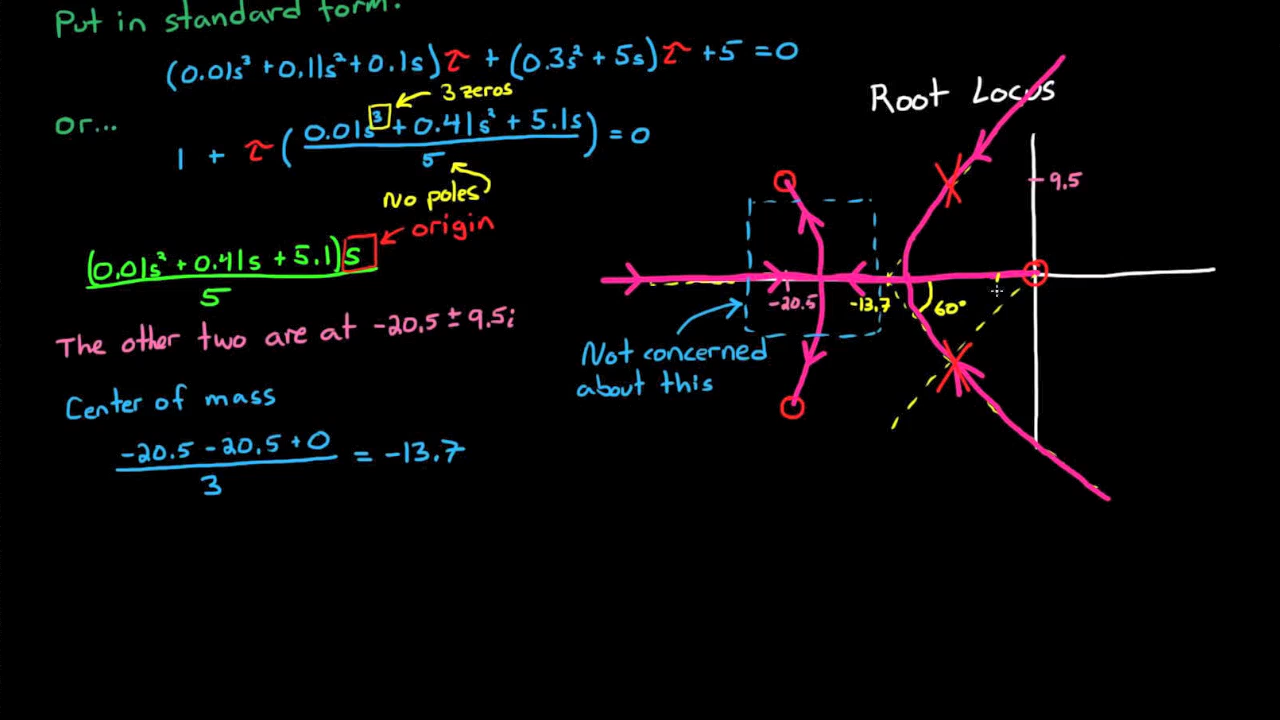 Put in standard form.
(0.01s³ + 0.11s² + 0.1s)τ + (0.3s² + 5s)τ + 5 = 0
3 zeros
or...
1 + τ ( 0.01s³ + 0.41s² + 5.1s ) = 0
5
No poles
origin
(0.01s² + 0.41s + 5.1)s
5
The other two are at -20.5 ± 9.5i
Center of mass
-20.5 - 20.5 + 0 = -13.7
3
Root Locus
9.5
-20.5
-13.7
60°
Not concerned
about this